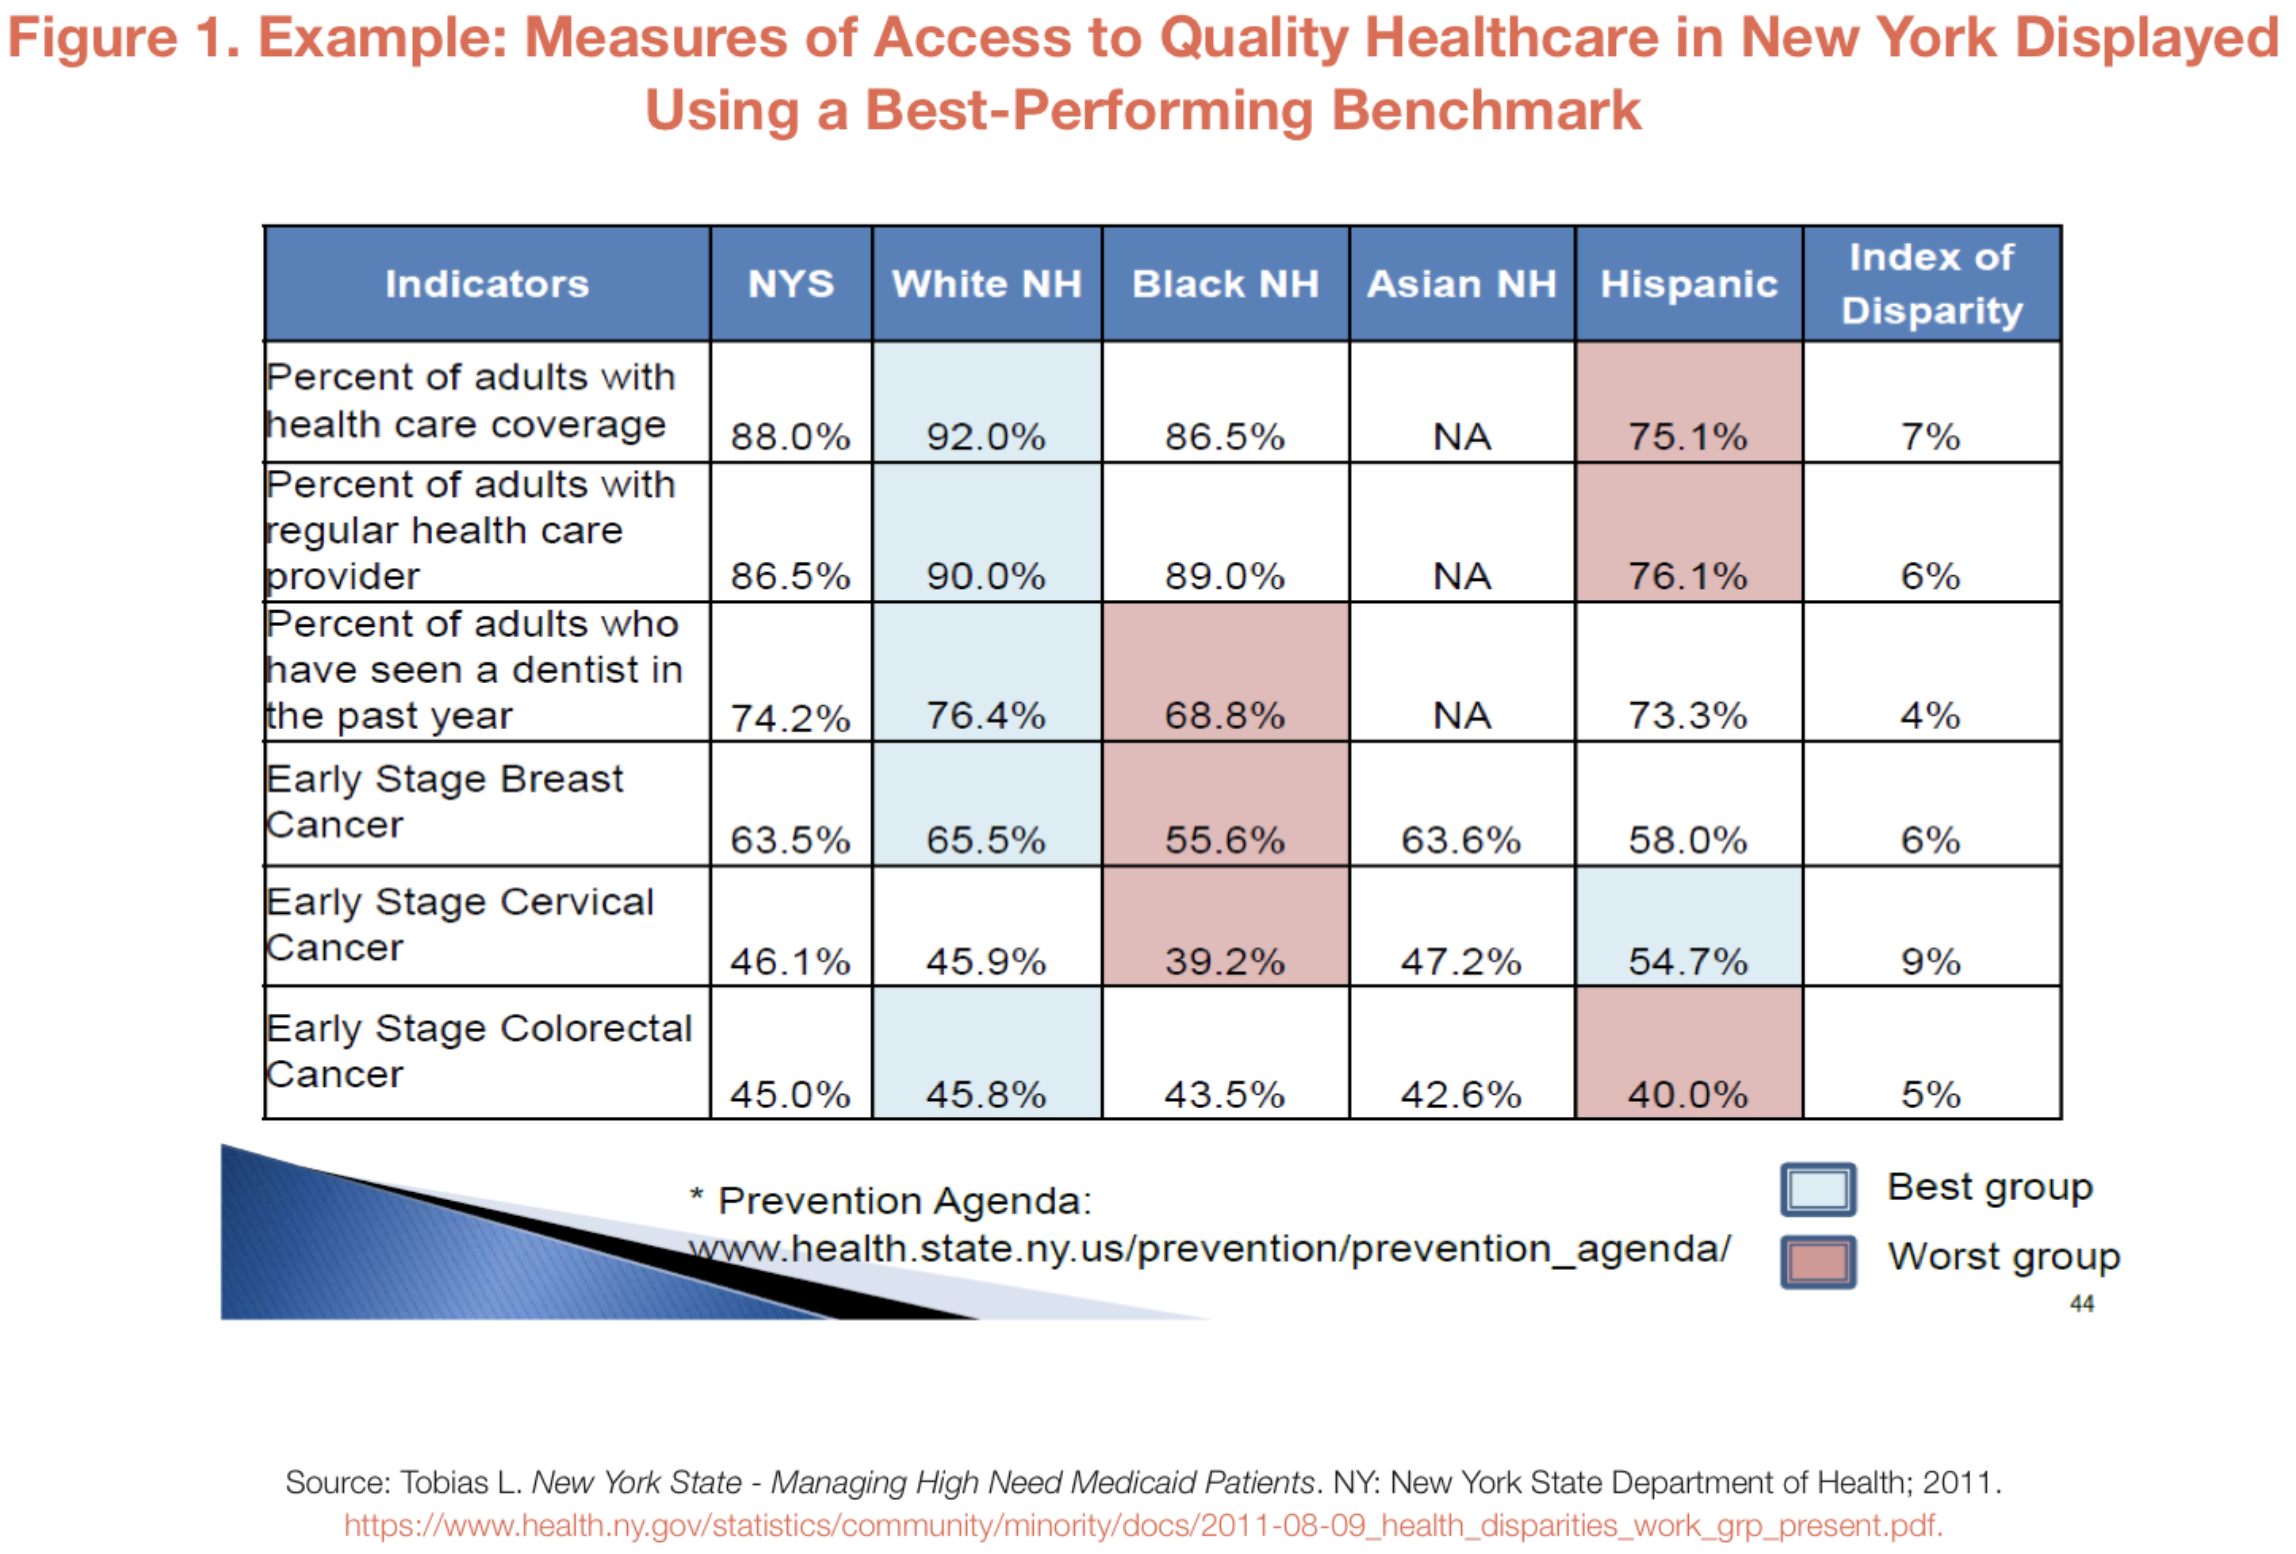 Figure 1. Example: Measures of Access to Quality Healthcare in New York Displayed
Using a Best-Performing Benchmark
Indicators NYS White NH Black NH Asian NH Hispanic Index of
Disparity
Percent of adults with
health care coverage 88.0% 92.0% 86.5% NA 75.1% 7%
Percent of adults with
regular health care
provider 86.5% 90.0% 89.0% NA 76.1% 6%
Percent of adults who
have seen a dentist in
the past year 74.2% 76.4% 68.8% NA 73.3% 4%
Early Stage Breast
Cancer 63.5% 65.5% 55.6% 63.6% 58.0% 6%
Early Stage Cervical
Cancer 46.1% 45.9% 39.2% 47.2% 54.7% 9%
Early Stage Colorectal
Cancer 45.0% 45.8% 43.5% 42.6% 40.0% 5%
* Prevention Agenda:
www.health.state.ny.us/prevention/prevention_agenda/
Best group
Worst group
44
Source: Tobias L. New York State - Managing High Need Medicaid Patients. NY: New York State Department of Health; 2011.
https://www.health.ny.gov/statistics/community/minority/docs/2011-08-09_health_disparities_work_grp_present.pdf.